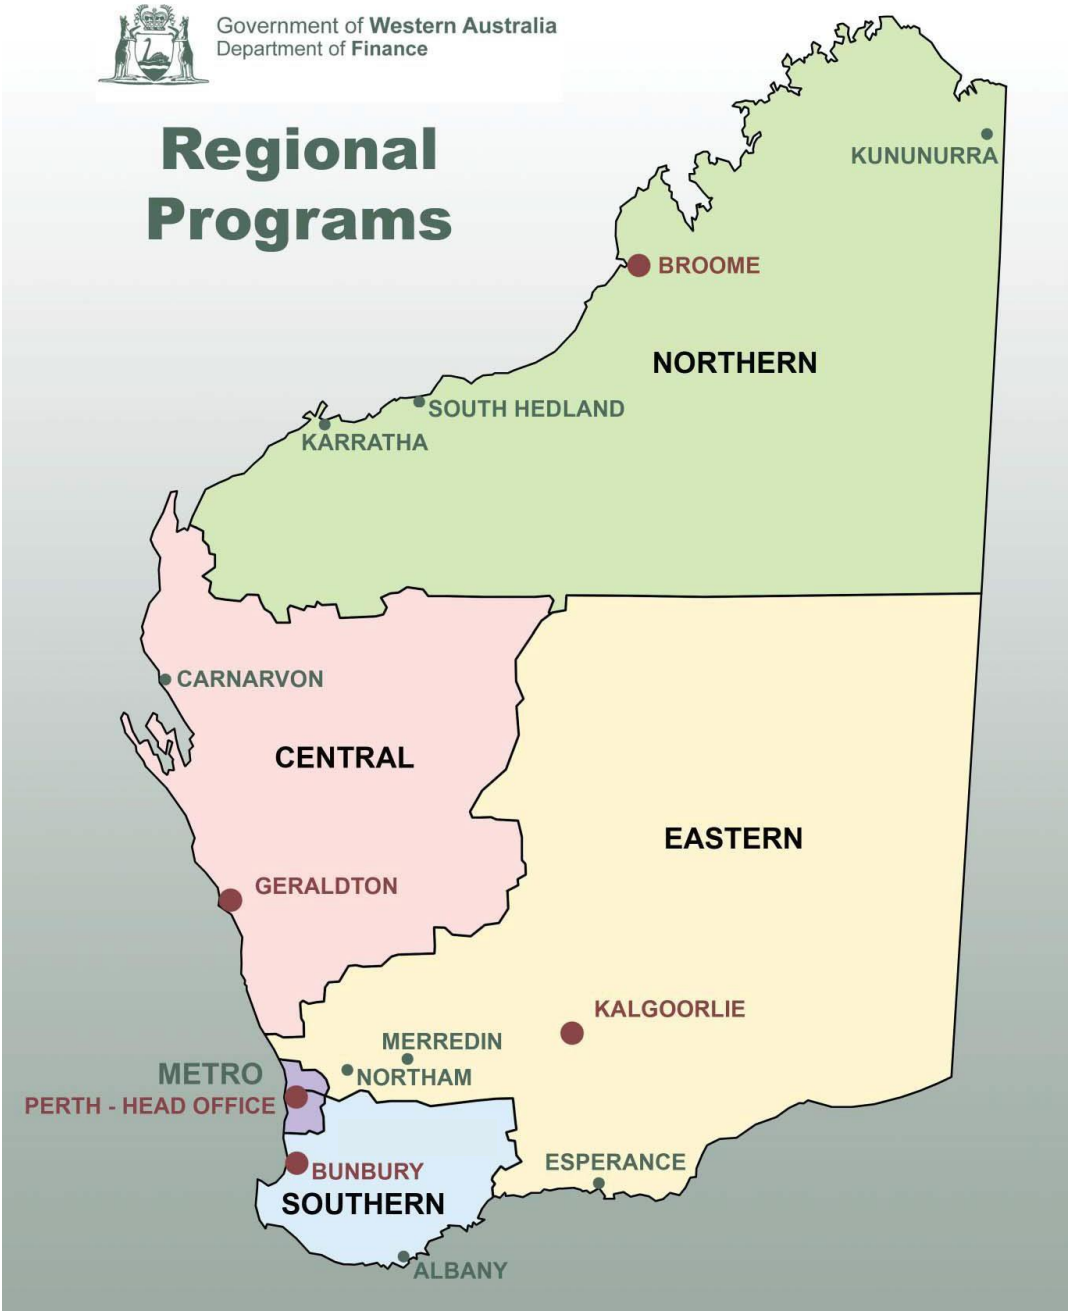 Government of Western Australia
Department of Finance
Regional
Programs
KUNUNURRA
BROOME
NORTHERN
SOUTH HEDLAND
KARRATHA
CARNARVON
CENTRAL
EASTERN
GERALDTON
KALGOORLIE
MERREDIN
METRO
NORTHAM
PERTH - HEAD OFFICE
ESPERANCE
BUNBURY
SOUTHERN
ALBANY